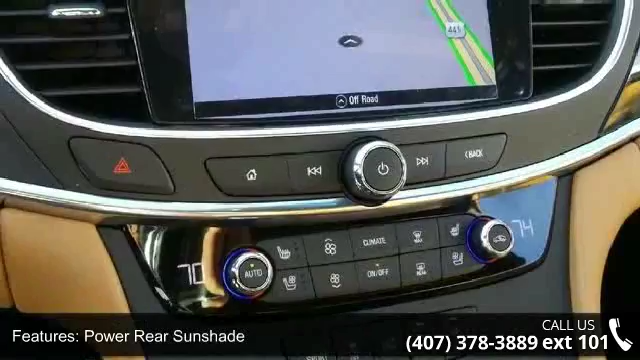 441
Off Road
BACK
70
AUTO
CLIMATE
ON/OFF
74
Features: Power Rear Sunshade
CALL US
(407) 378-3889 ext 101